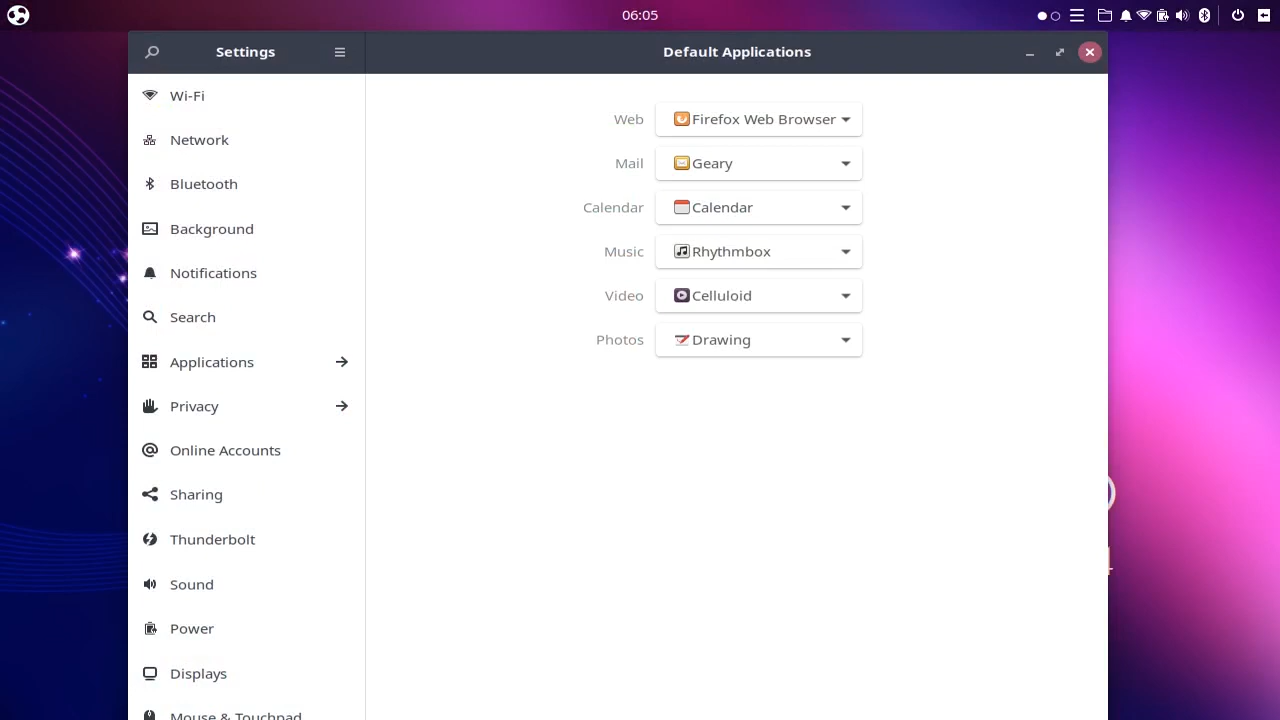 06:05
Settings
Default Applications
Wi-Fi
Network
Bluetooth
Background
Notifications
Search
Applications
Privacy
Online Accounts
Sharing
Thunderbolt
Sound
Power
Displays
Mouse & Touchpad
Web Firefox Web Browser
Mail Geary
Calendar Calendar
Music Rhythmbox
Video Celluloid
Photos Drawing